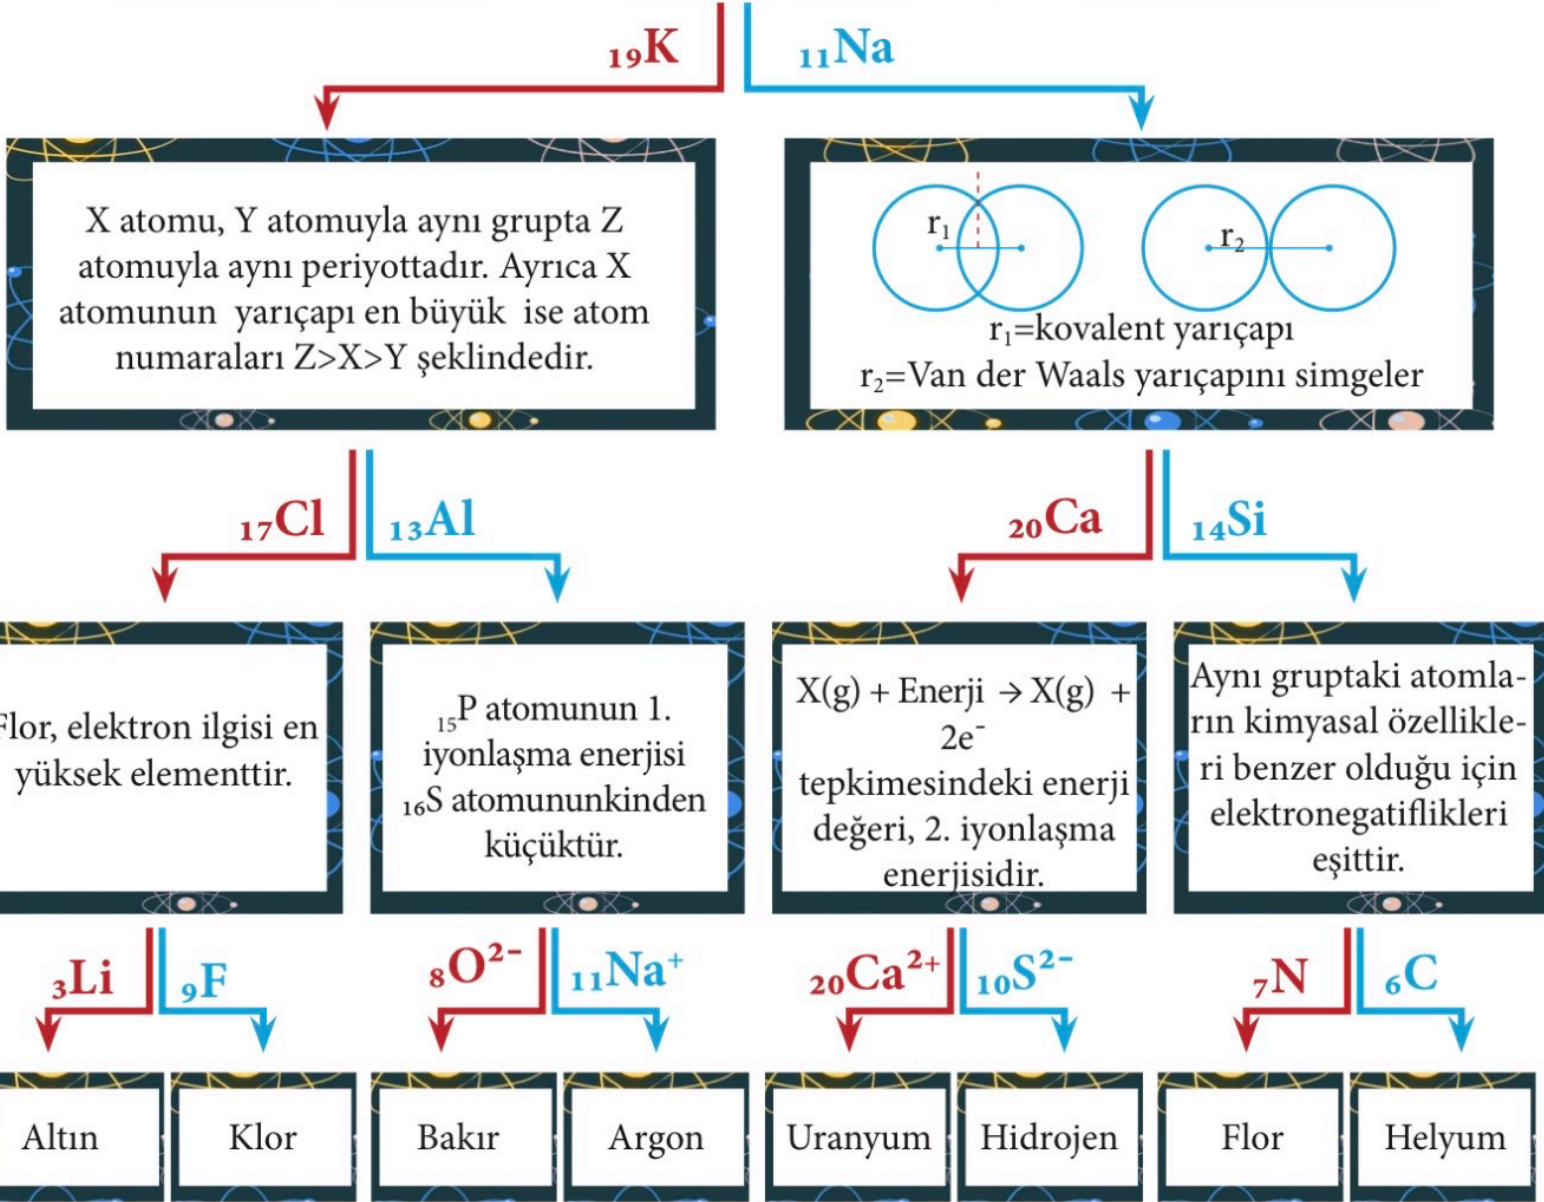 ₁₉K
₁₁Na
X atomu, Y atomuyla aynı grupta Z
atomuyla aynı periyottadır. Ayrıca X
atomunun yarıçapı en büyük ise atom
numaraları Z>X>Y şeklindedir.
r₁
r₂
r₁=kovalent yarıçapı
r₂=Van der Waals yarıçapını simgeler
₁₇Cl
₁₃Al
₂₀Ca
₁₄Si
Flor, elektron ilgisi en
yüksek elementtir.
₁₅P atomunun 1.
iyonlaşma enerjisi
₁₆S atomununkinden
küçüktür.
X(g) + Enerji → X(g) +
2e⁻
tepkimesindeki enerji
değeri, 2. iyonlaşma
enerjisidir.
Aynı gruptaki atomla-
rın kimyasal özellikle-
ri benzer olduğu için
elektronegatiflikleri
eşittir.
₃Li
₉F
₈O²⁻
₁₁Na⁺
₂₀Ca²⁺
₁₀S²⁻
₇N
₆C
Altın
Klor
Bakır
Argon
Uranyum
Hidrojen
Flor
Helyum